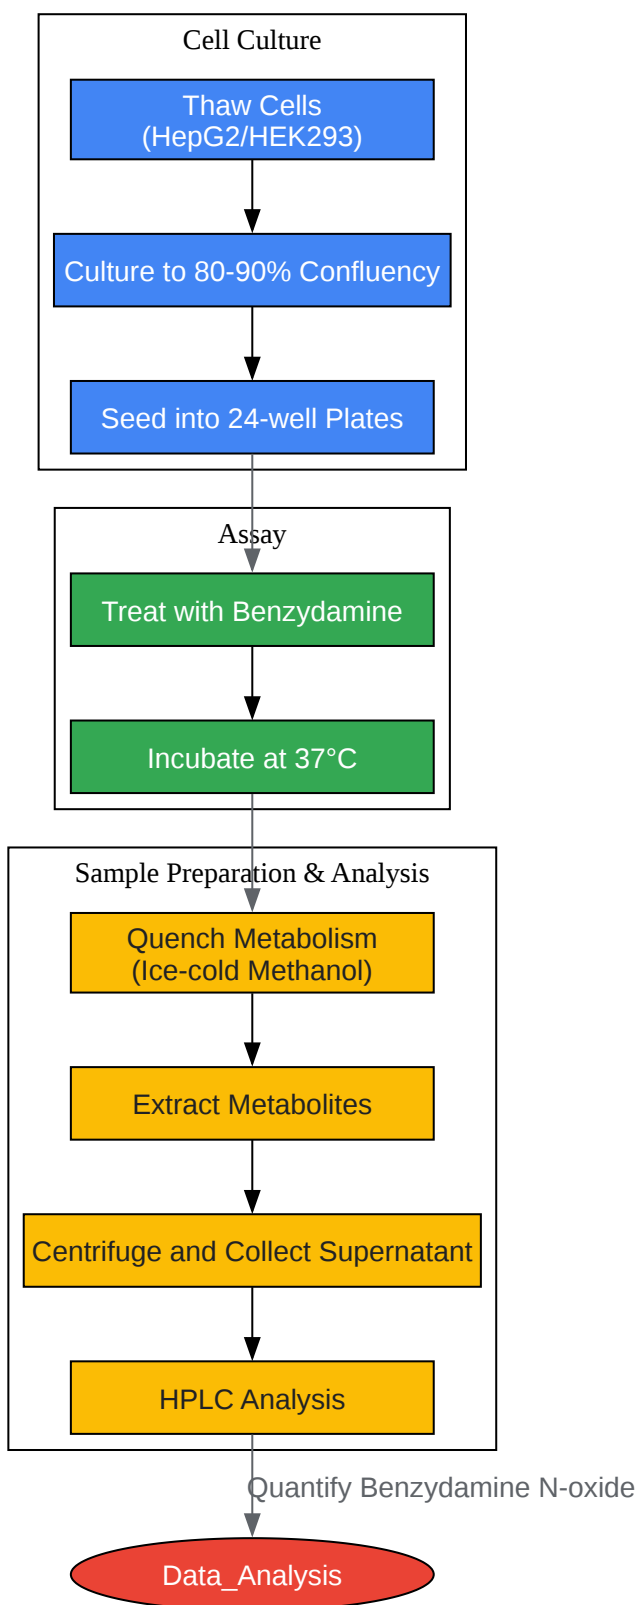 Cell Culture
Thaw Cells
(HepG2/HEK293)
Culture to 80-90% Confluency
Seed into 24-well Plates
Assay
Treat with Benzydamine
Incubate at 37°C
Sample Preparation & Analysis
Quench Metabolism
(Ice-cold Methanol)
Extract Metabolites
Centrifuge and Collect Supernatant
HPLC Analysis
Quantify Benzydamine N-oxide
Data_Analysis